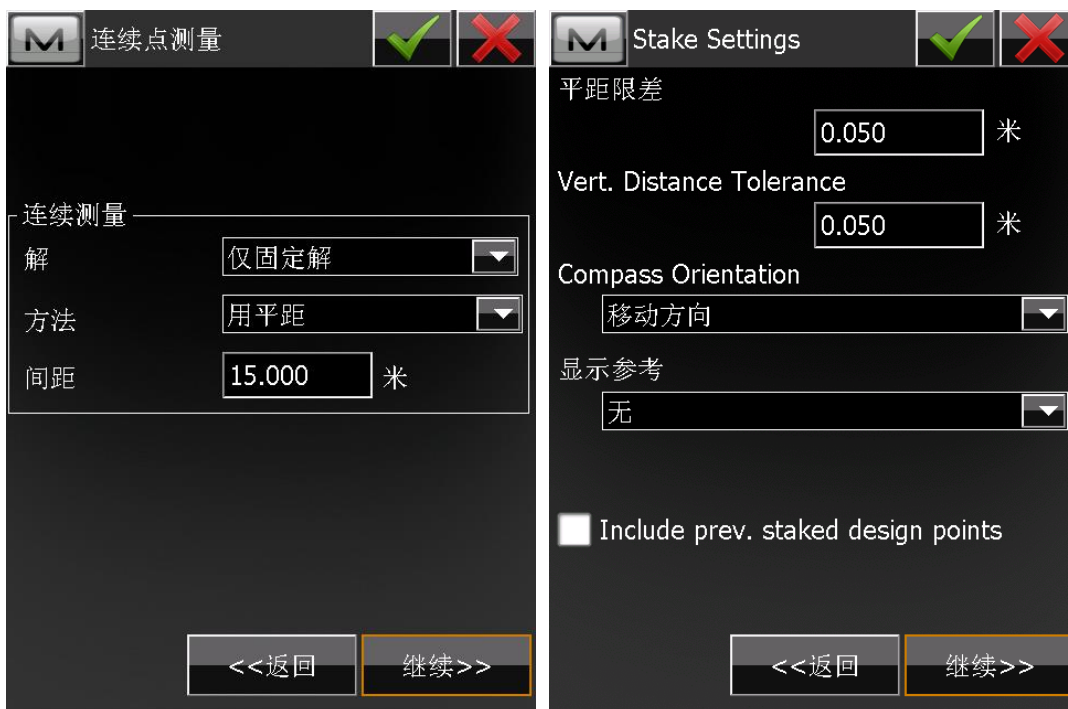 连续点测量
连续测量
解
仅固定解
方法
用平距
间距
15.000
米
<<返回
继续>>
Stake Settings
平距限差
0.050 米
Vert. Distance Tolerance
0.050 米
Compass Orientation
移动方向
显示参考
无
Include prev. staked design points
<<返回
继续>>